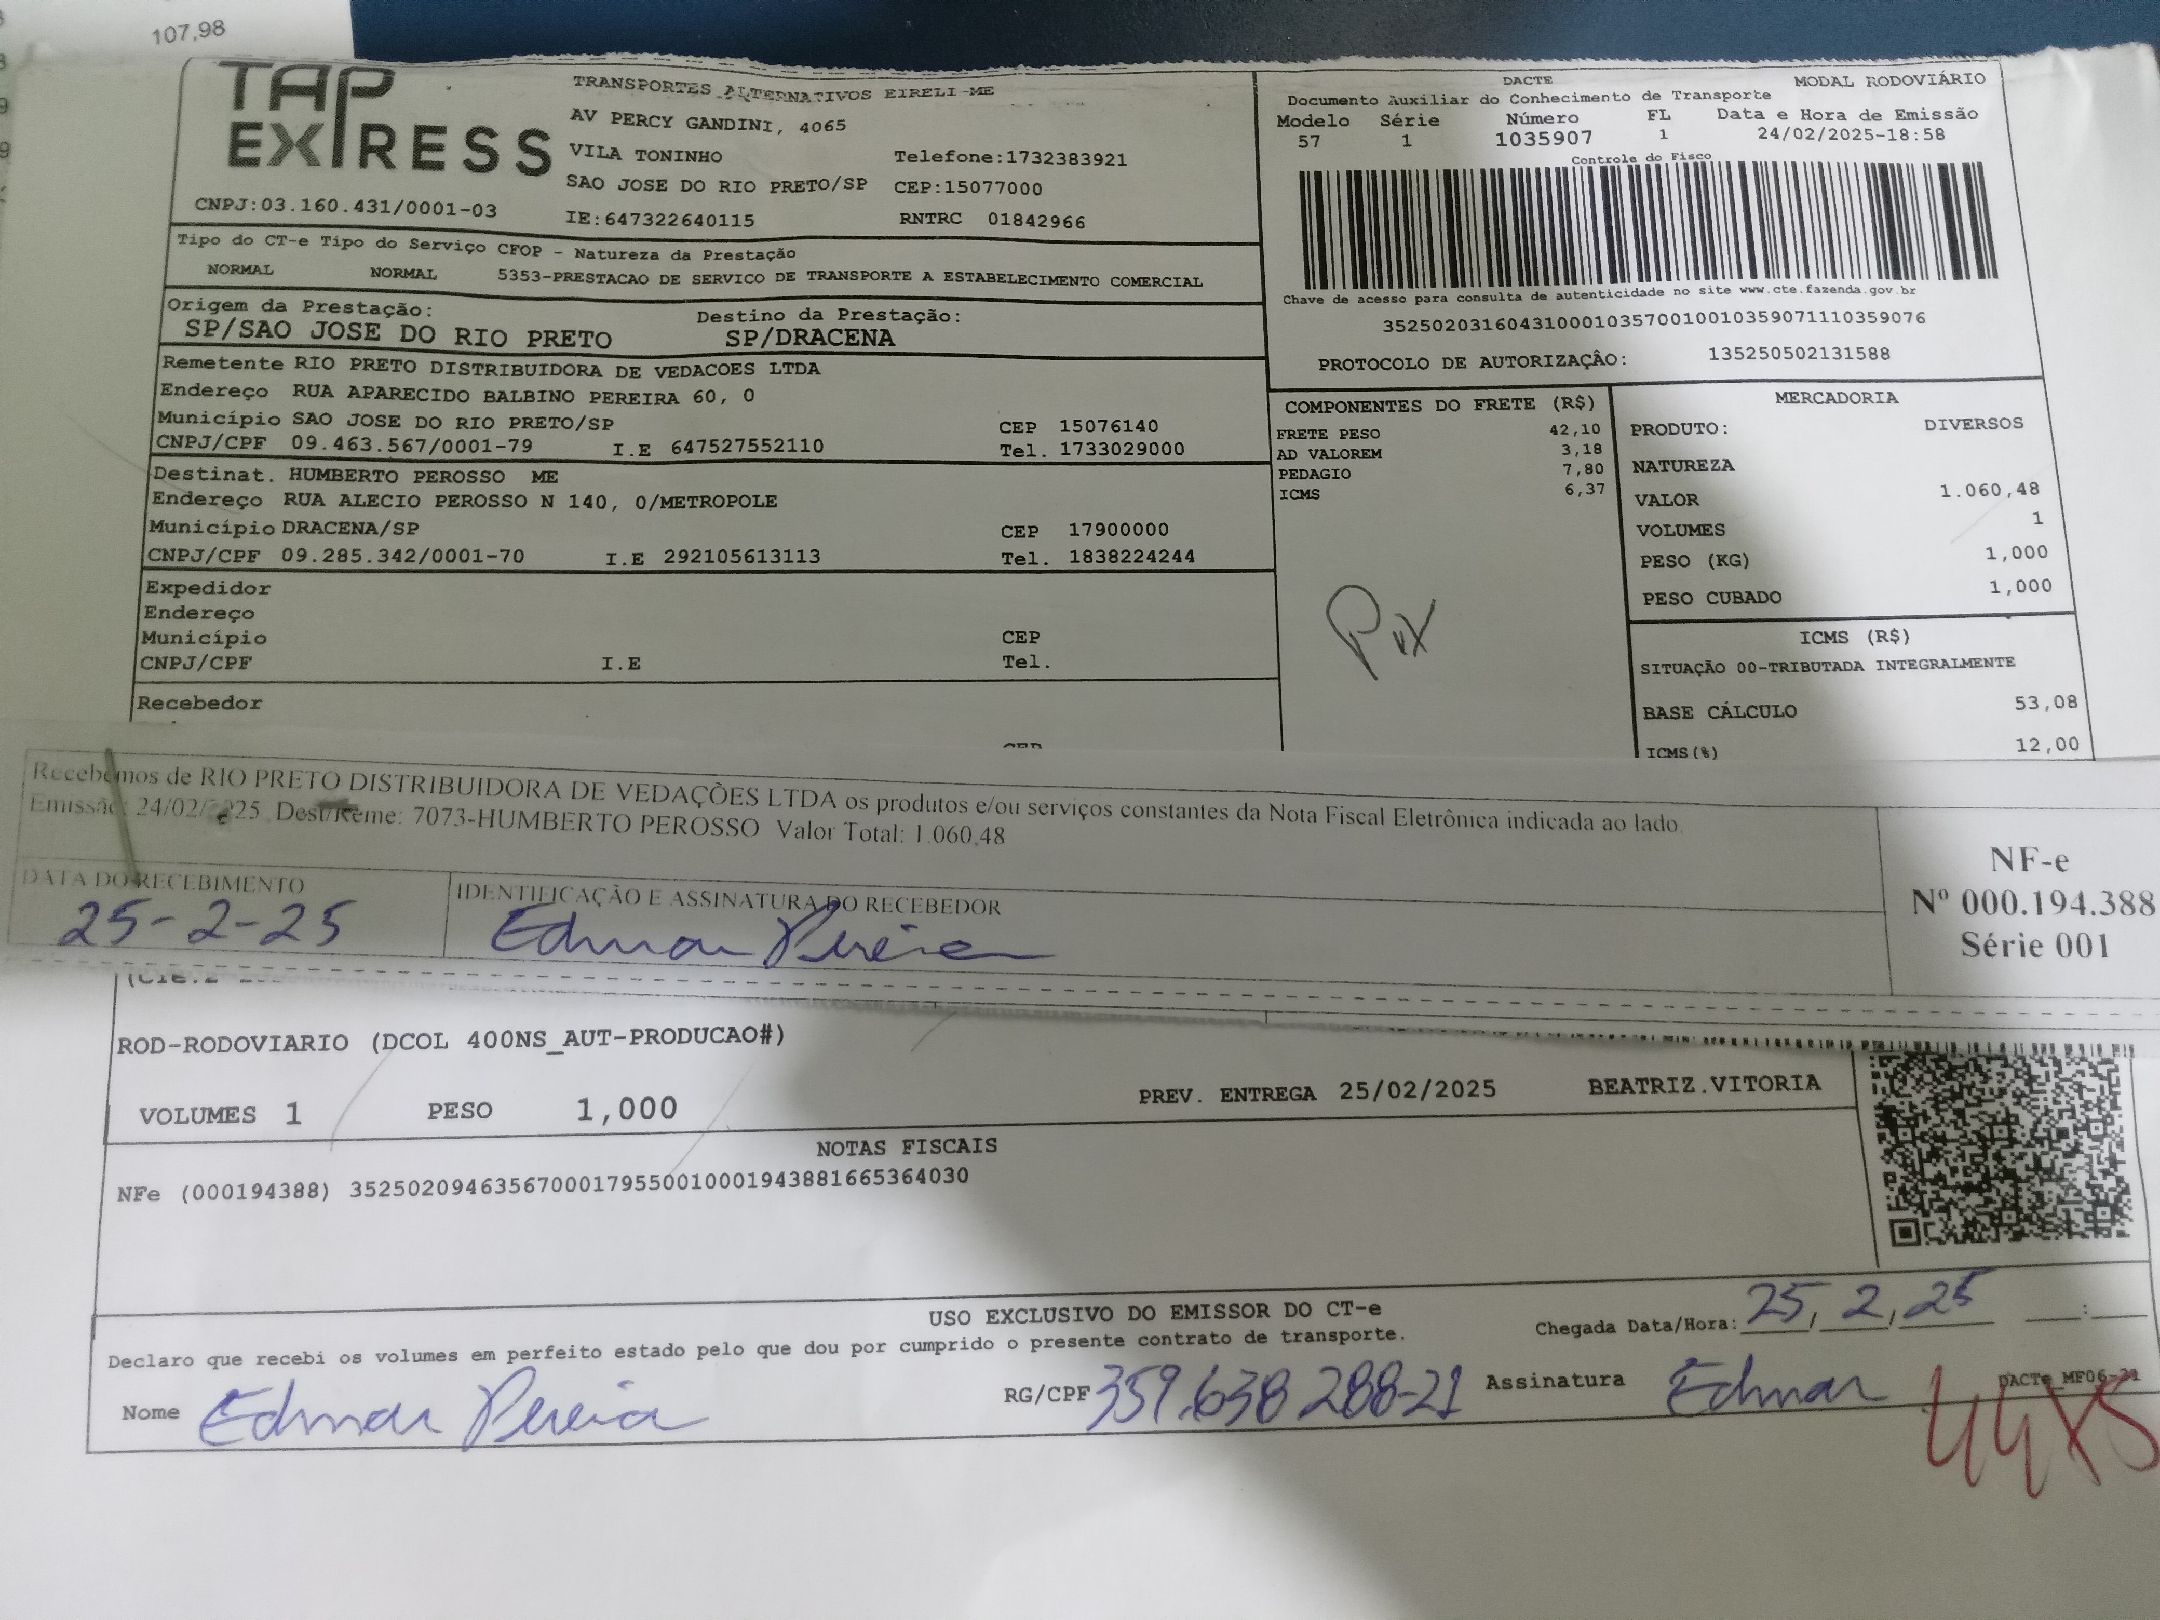 107,98
TAP EXPRESS
TRANSPORTES ALTERNATIVOS EIRELI-ME
AV PERCY GANDINI, 4065
VILA TONINHO Telefone:1732383921
SAO JOSE DO RIO PRETO/SP CEP:15077000
CNPJ:03.160.431/0001-03 IE:647322640115 RNTRC 01842966
Tipo do CT-e Tipo do Serviço CFOP - Natureza da Prestação
NORMAL NORMAL 5353-PRESTACAO DE SERVICO DE TRANSPORTE A ESTABELECIMENTO COMERCIAL
Origem da Prestação: Destino da Prestação:
SP/SAO JOSE DO RIO PRETO SP/DRACENA
Remetente RIO PRETO DISTRIBUIDORA DE VEDACOES LTDA
Endereço RUA APARECIDO BALBINO PEREIRA 60, 0
Município SAO JOSE DO RIO PRETO/SP CEP 15076140
CNPJ/CPF 09.463.567/0001-79 I.E 647527552110 Tel. 1733029000
Destinat. HUMBERTO PEROSSO ME
Endereço RUA ALECIO PEROSSO N 140, 0/METROPOLE
Município DRACENA/SP CEP 17900000
CNPJ/CPF 09.285.342/0001-70 I.E 292105613113 Tel. 1838224244
Expedidor
Endereço
Município CEP
CNPJ/CPF I.E Tel.
Recebedor
DACTE MODAL RODOVIÁRIO
Documento Auxiliar do Conhecimento de Transporte
Modelo Série Número FL Data e Hora de Emissão
57 1 1035907 1 24/02/2025-18:58
Controle do Fisco
Chave de acesso para consulta de autenticidade no site www.cte.fazenda.gov.br
35250203160431000103570010010359071110359076
PROTOCOLO DE AUTORIZAÇÃO: 135250502131588
COMPONENTES DO FRETE (R$)
FRETE PESO 42,10
AD VALOREM 3,18
PEDAGIO 7,80
ICMS 6,37
Pix
MERCADORIA
PRODUTO: DIVERSOS
NATUREZA
VALOR 1.060,48
VOLUMES 1
PESO (KG) 1,000
PESO CUBADO 1,000
ICMS (R$)
SITUAÇÃO 00-TRIBUTADA INTEGRALMENTE
BASE CÁLCULO 53,08
ICMS(%) 12,00
Recebemos de RIO PRETO DISTRIBUIDORA DE VEDAÇÕES LTDA os produtos e/ou serviços constantes da Nota Fiscal Eletrônica indicada ao lado.
Emissão: 24/02/2025 Dest/Reme: 7073-HUMBERTO PEROSSO Valor Total: 1.060,48
DATA DO RECEBIMENTO IDENTIFICAÇÃO E ASSINATURA DO RECEBEDOR
25-2-25 Edmar Pereira
NF-e
Nº 000.194.388
Série 001
ROD-RODOVIARIO (DCOL 400NS_AUT-PRODUCAO#)
VOLUMES 1 PESO 1,000 PREV. ENTREGA 25/02/2025 BEATRIZ.VITORIA
NOTAS FISCAIS
NFe (000194388) 35250209463567000179550010001943881665364030
USO EXCLUSIVO DO EMISSOR DO CT-e
Declaro que recebi os volumes em perfeito estado pelo que dou por cumprido o presente contrato de transporte.
Chegada Data/Hora: 25/2/25 :
Nome Edmar Pereira RG/CPF 359.638 288-21 Assinatura Edmar
DACTe_MF06-21